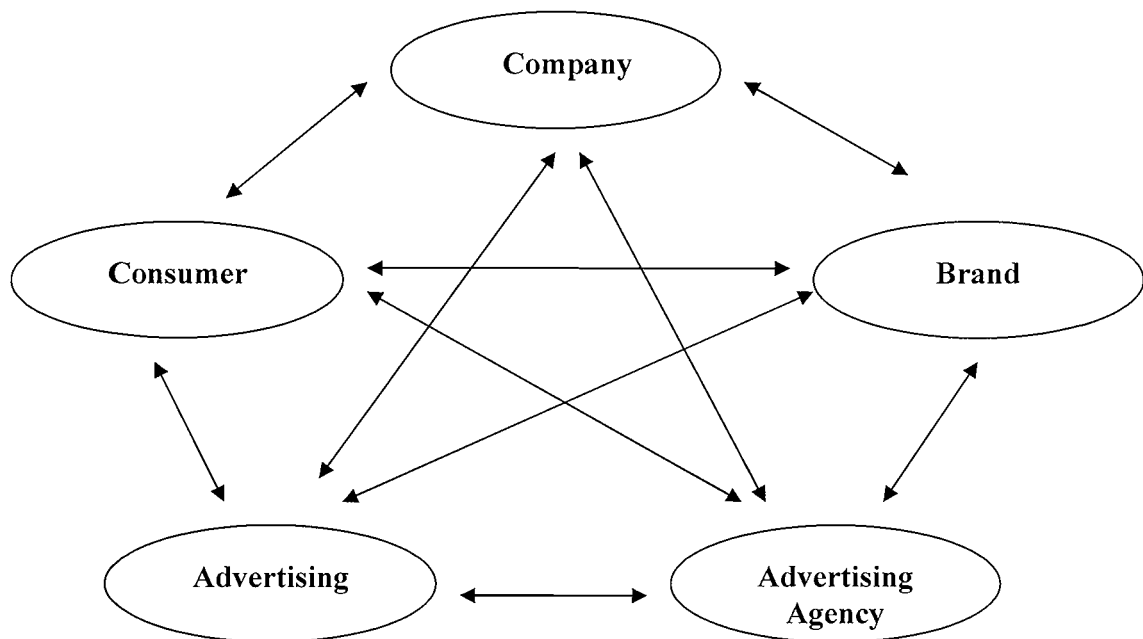 Company
Consumer
Brand
Advertising
Advertising
Agency